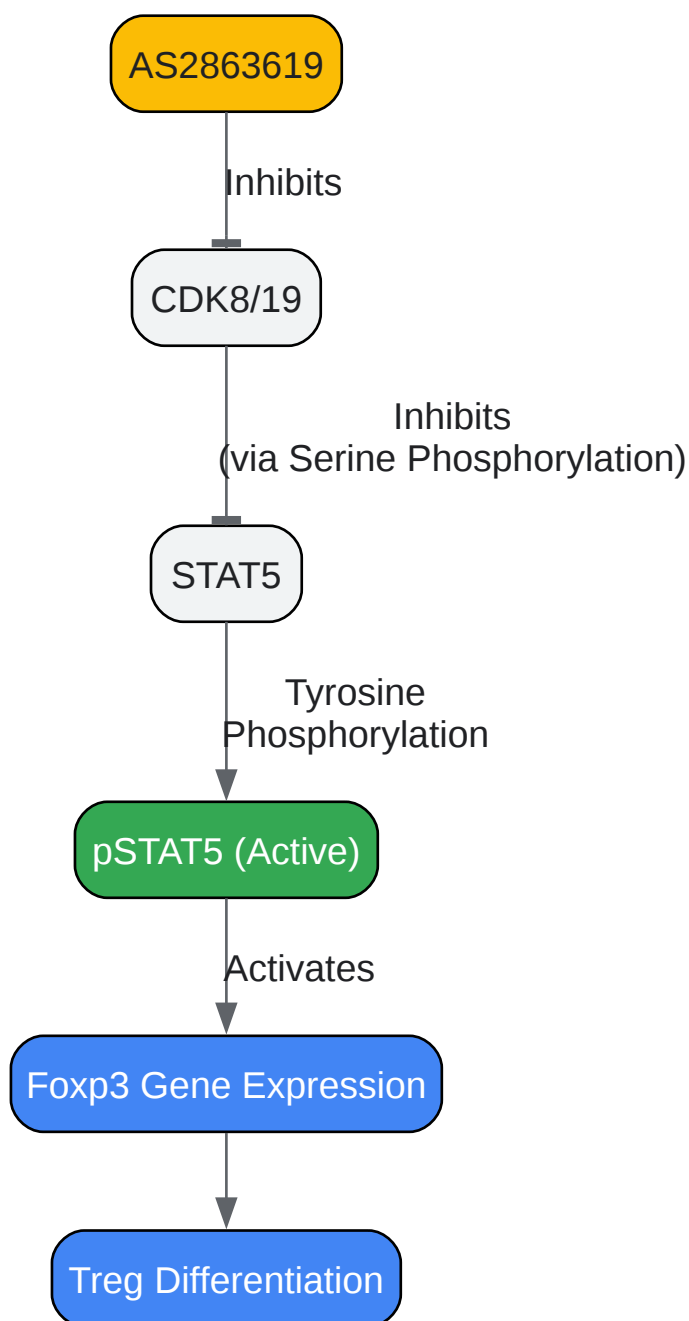 AS2863619
Inhibits
CDK8/19
Inhibits
(via Serine Phosphorylation)
STAT5
Tyrosine
Phosphorylation
pSTAT5 (Active)
Activates
Foxp3 Gene Expression
Treg Differentiation